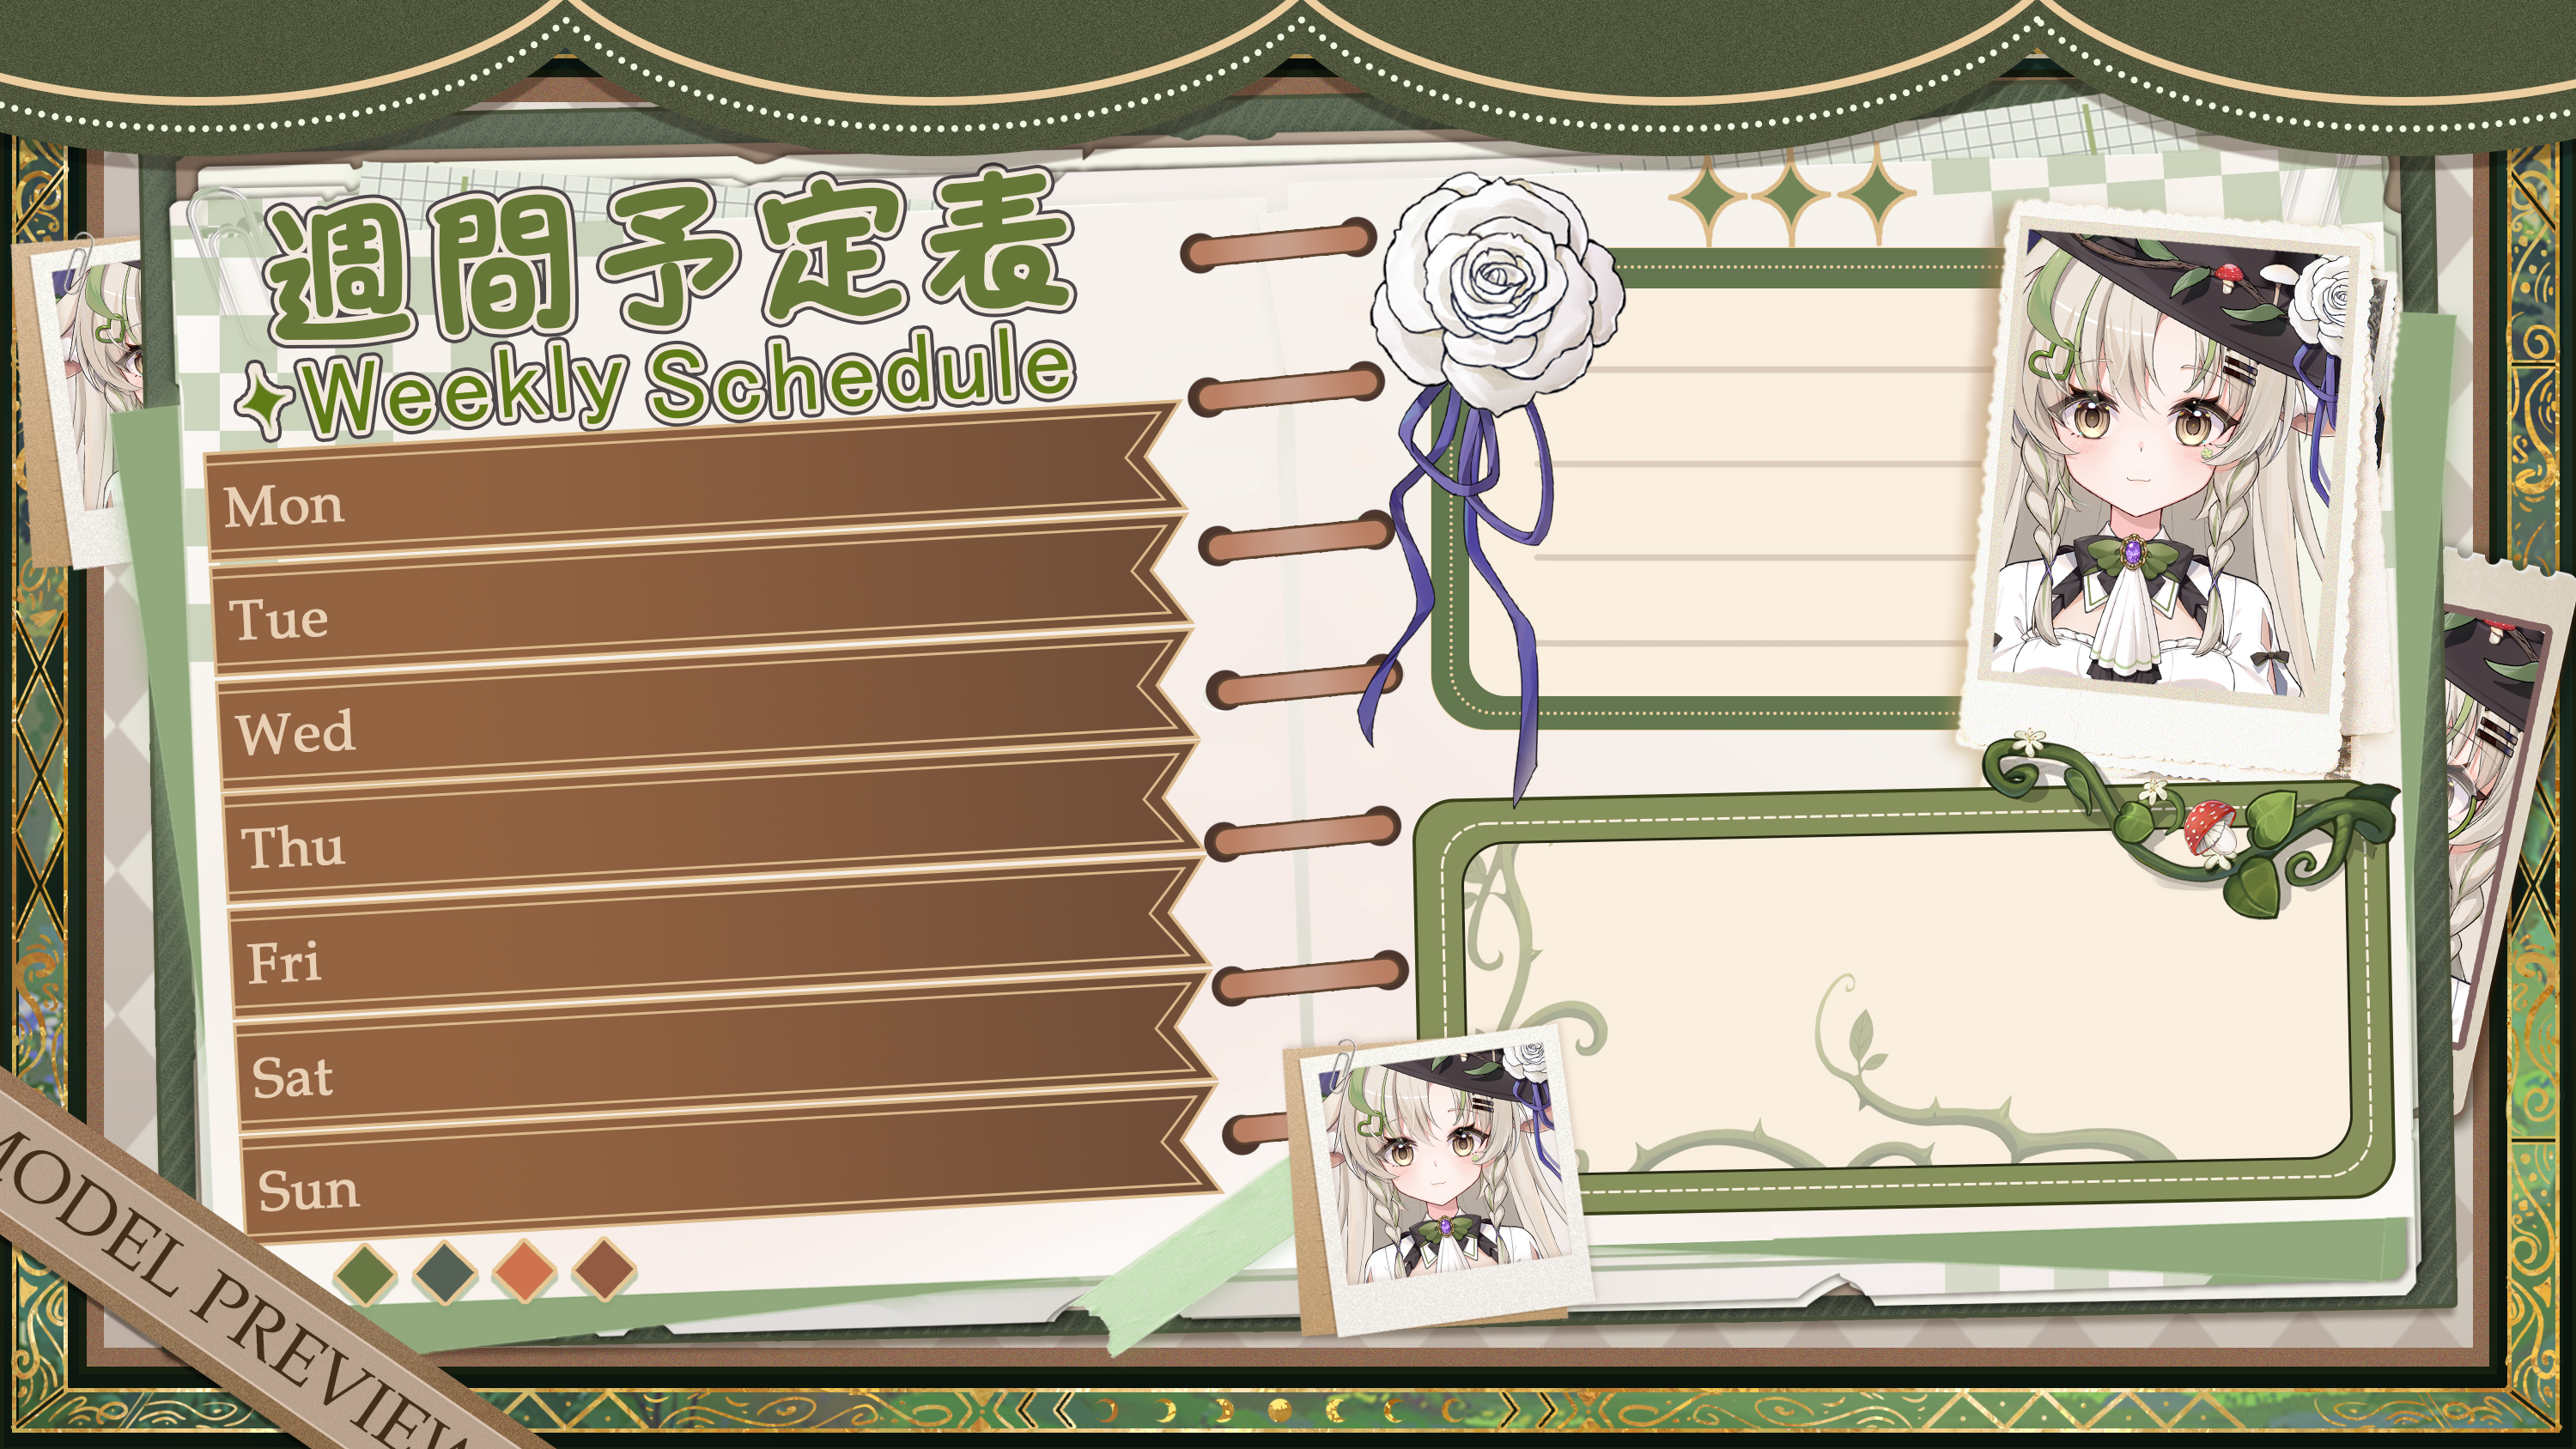 週間予定表
Weekly Schedule
Mon
Tue
Wed
Thu
Fri
Sat
Sun
MODEL PREVIEW